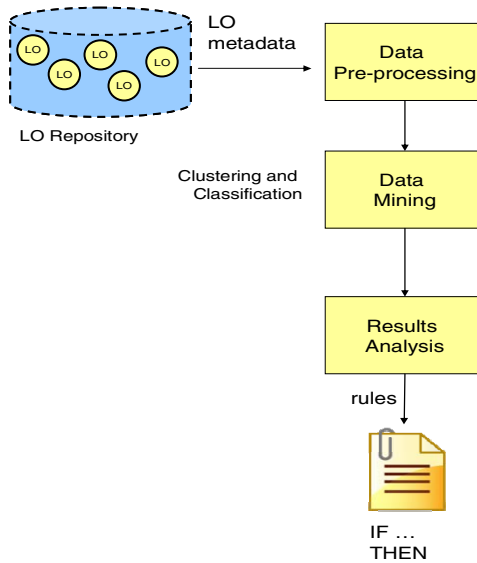 LO
metadata
LO
LO
LO
LO
LO
LO Repository
Data
Pre-processing
Clustering and
Classification
Data
Mining
Results
Analysis
rules
IF ...
THEN